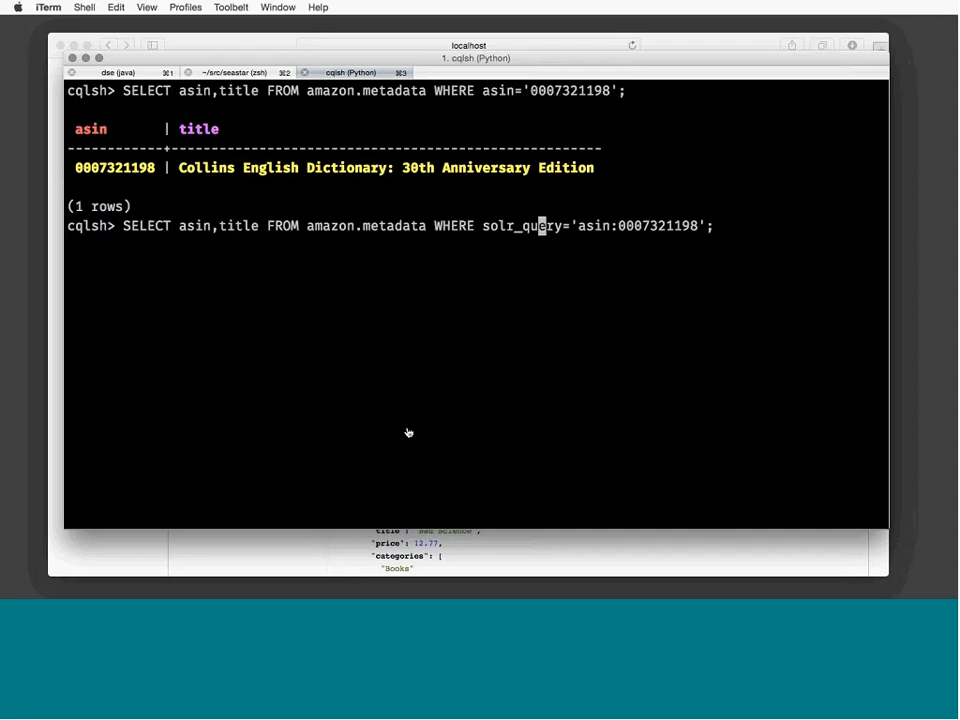 iTerm Shell Edit View Profiles Toolbelt Window Help
localhost
1. cqlsh (Python)
dse (java) ⌘1 ~/src/seastar (zsh) ⌘2 cqlsh (Python) ⌘3
cqlsh> SELECT asin,title FROM amazon.metadata WHERE asin='0007321198';
asin | title
------------+------------------------------------------------------
0007321198 | Collins English Dictionary: 30th Anniversary Edition
(1 rows)
cqlsh> SELECT asin,title FROM amazon.metadata WHERE solr_query='asin:0007321198';
"title": "Bad Science",
"price": 12.77,
"categories": [
"Books"